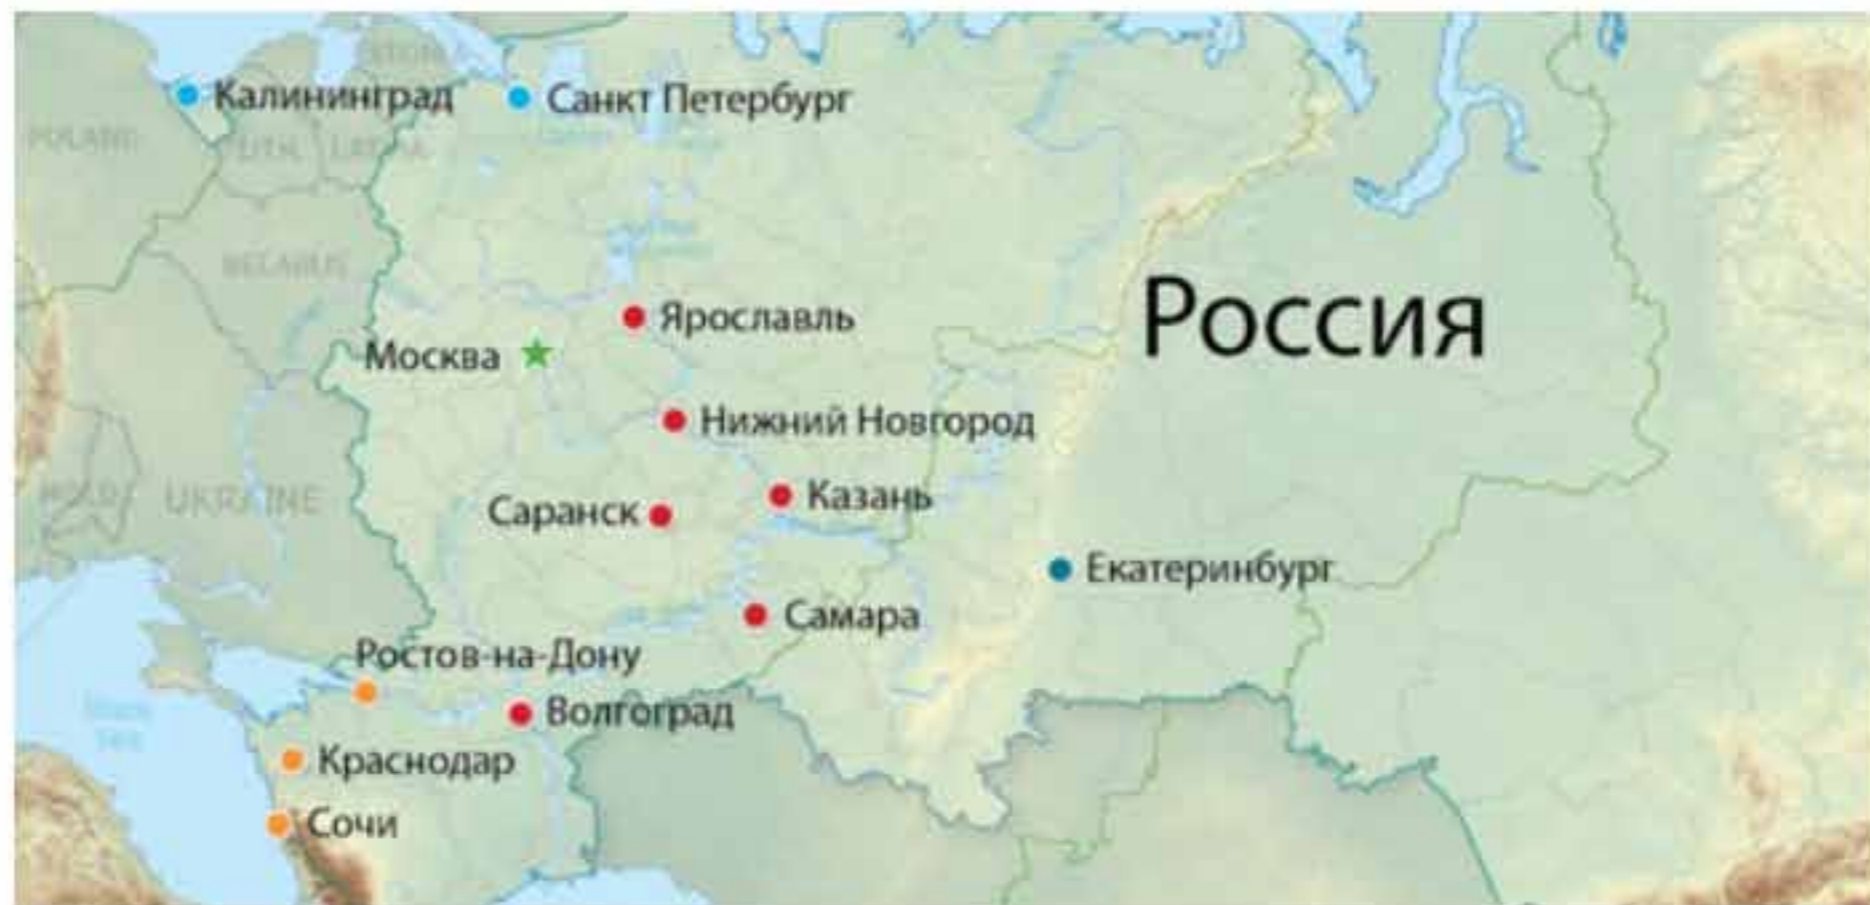 Калининград
Санкт Петербург
POLAND
BELARUS
Ярославль
Россия
Москва
Нижний Новгород
Казань
UKRAINE
Саранск
Екатеринбург
Самара
Ростов-на-Дону
Волгоград
Краснодар
Сочи